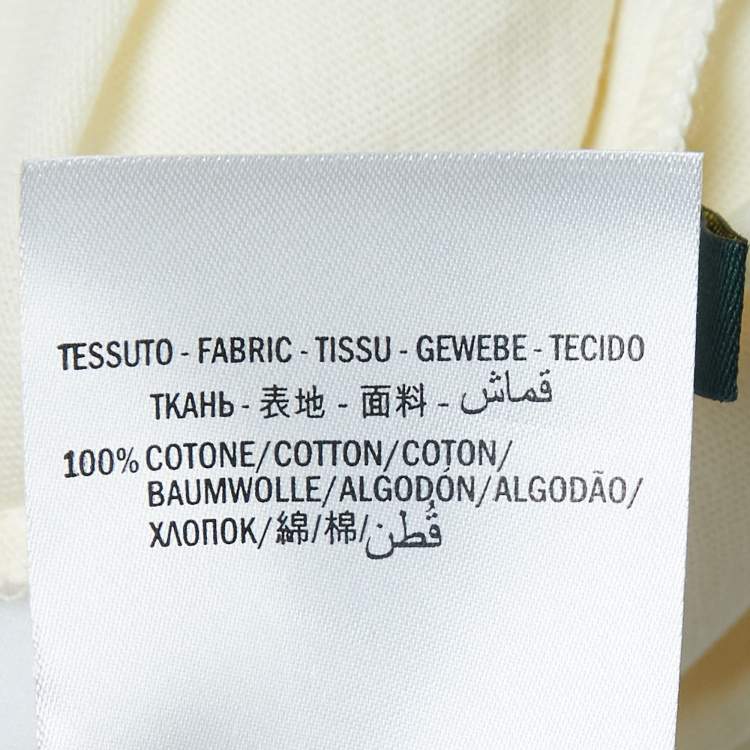 TESSUTO - FABRIC - TISSU - GEWEBE - TECIDO
ТКАНЬ - 表地 - 面料 - قماش
100% COTONE/COTTON/COTON/
BAUMWOLLE/ALGODÓN/ALGODÃO/
ХЛОПОК/綿/棉/قُطن